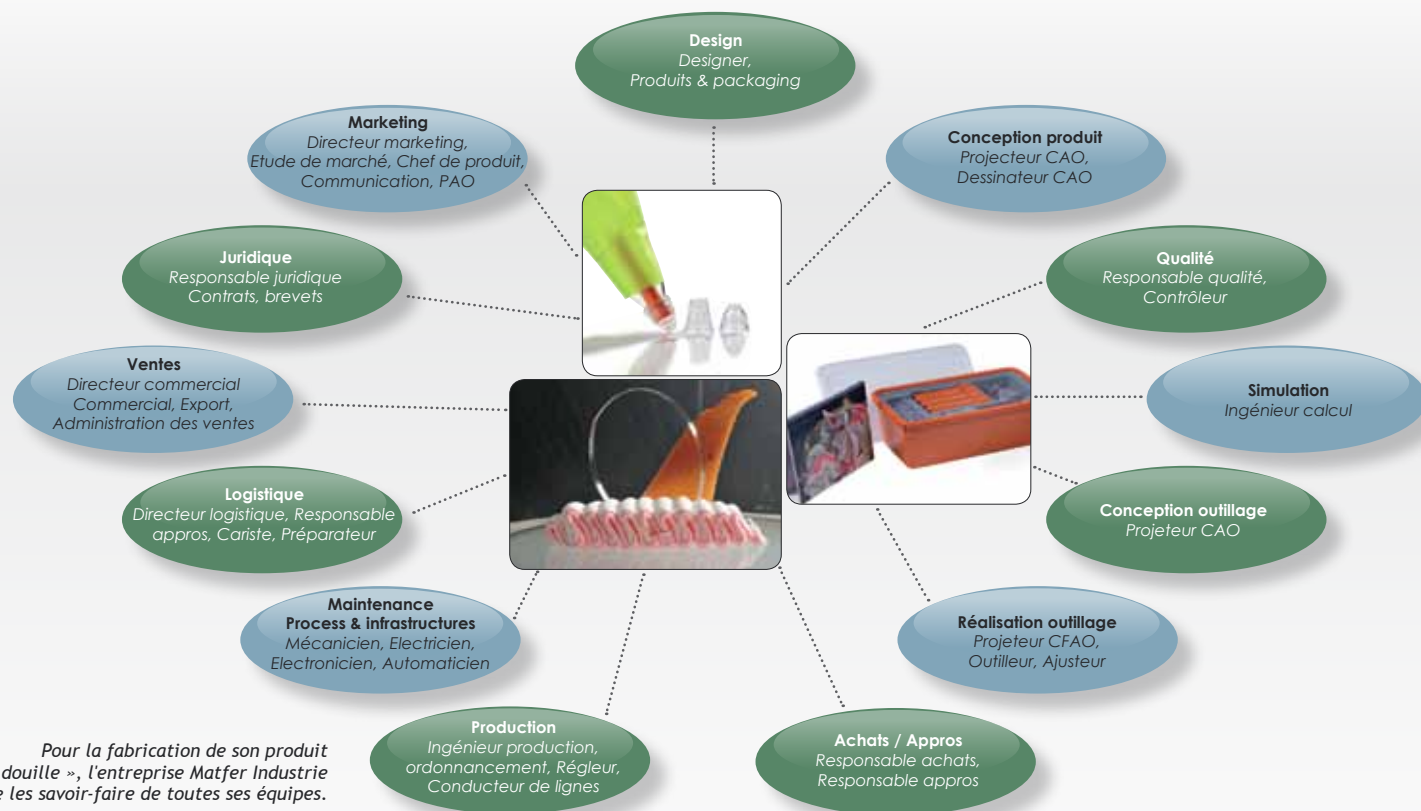 Design
Designer,
Produits & packaging
Marketing
Directeur marketing,
Etude de marché, Chef de produit,
Communication, PAO
Conception produit
Projecteur CAO,
Dessinateur CAO
Juridique
Responsable juridique
Contrats, brevets
Qualité
Responsable qualité,
Contrôleur
Ventes
Directeur commercial
Commercial, Export,
Administration des ventes
Simulation
Ingénieur calcul
Logistique
Directeur logistique, Responsable
appros, Cariste, Préparateur
Conception outillage
Projeteur CAO
Maintenance
Process & infrastructures
Mécanicien, Electricien,
Electronicien, Automaticien
Réalisation outillage
Projeteur CFAO,
Outilleur, Ajusteur
Production
Ingénieur production,
ordonnancement, Régleur,
Conducteur de lignes
Achats / Appros
Responsable achats,
Responsable appros
Pour la fabrication de son produit
douille », l'entreprise Matfer Industrie
les savoir-faire de toutes ses équipes.